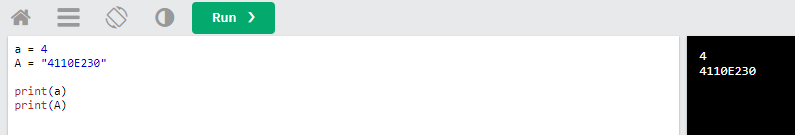 Run ❯
a = 4
A = "4110E230"
print(a)
print(A)
4
4110E230